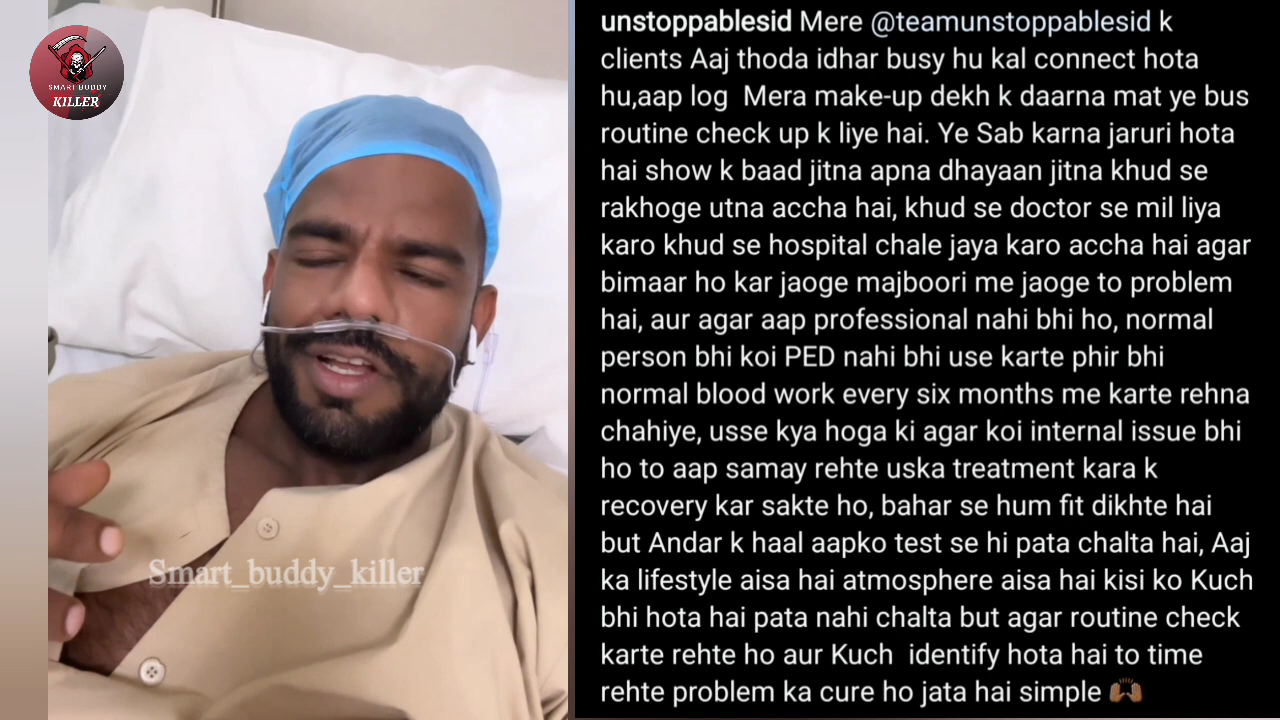 SMART BUDDY
KILLER
Smart_buddy_killer
unstoppablesid Mere @teamunstoppablesid k
clients Aaj thoda idhar busy hu kal connect hota
hu,aap log Mera make-up dekh k daarna mat ye bus
routine check up k liye hai. Ye Sab karna jaruri hota
hai show k baad jitna apna dhayaan jitna khud se
rakhoge utna accha hai, khud se doctor se mil liya
karo khud se hospital chale jaya karo accha hai agar
bimaar ho kar jaoge majboori me jaoge to problem
hai, aur agar aap professional nahi bhi ho, normal
person bhi koi PED nahi bhi use karte phir bhi
normal blood work every six months me karte rehna
chahiye, usse kya hoga ki agar koi internal issue bhi
ho to aap samay rehte uska treatment kara k
recovery kar sakte ho, bahar se hum fit dikhte hai
but Andar k haal aapko test se hi pata chalta hai, Aaj
ka lifestyle aisa hai atmosphere aisa hai kisi ko Kuch
bhi hota hai pata nahi chalta but agar routine check
karte rehte ho aur Kuch identify hota hai to time
rehte problem ka cure ho jata hai simple 🙌🏾